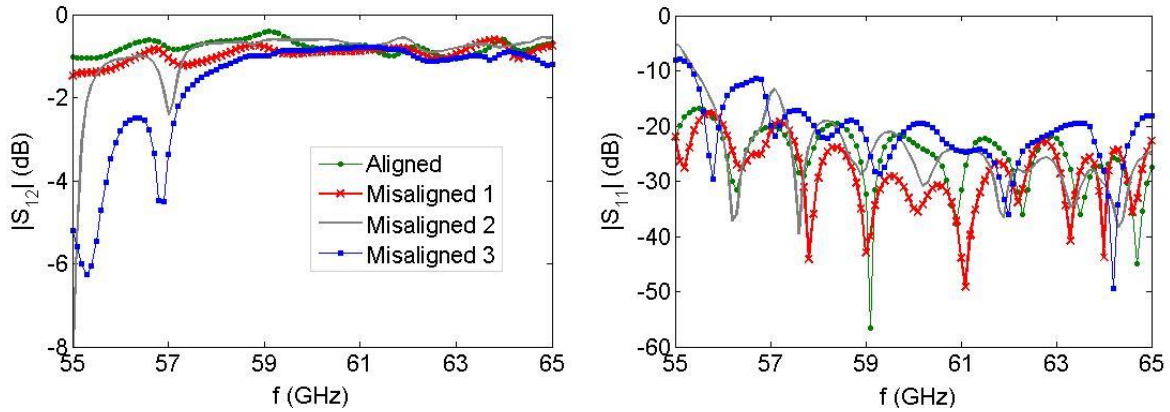 0
-2
-4
-6
-8
|S12| (dB)
55 57 59 61 63 65
f (GHz)
Aligned
Misaligned 1
Misaligned 2
Misaligned 3
0
-10
-20
-30
-40
-50
-60
|S11| (dB)
55 57 59 61 63 65
f (GHz)